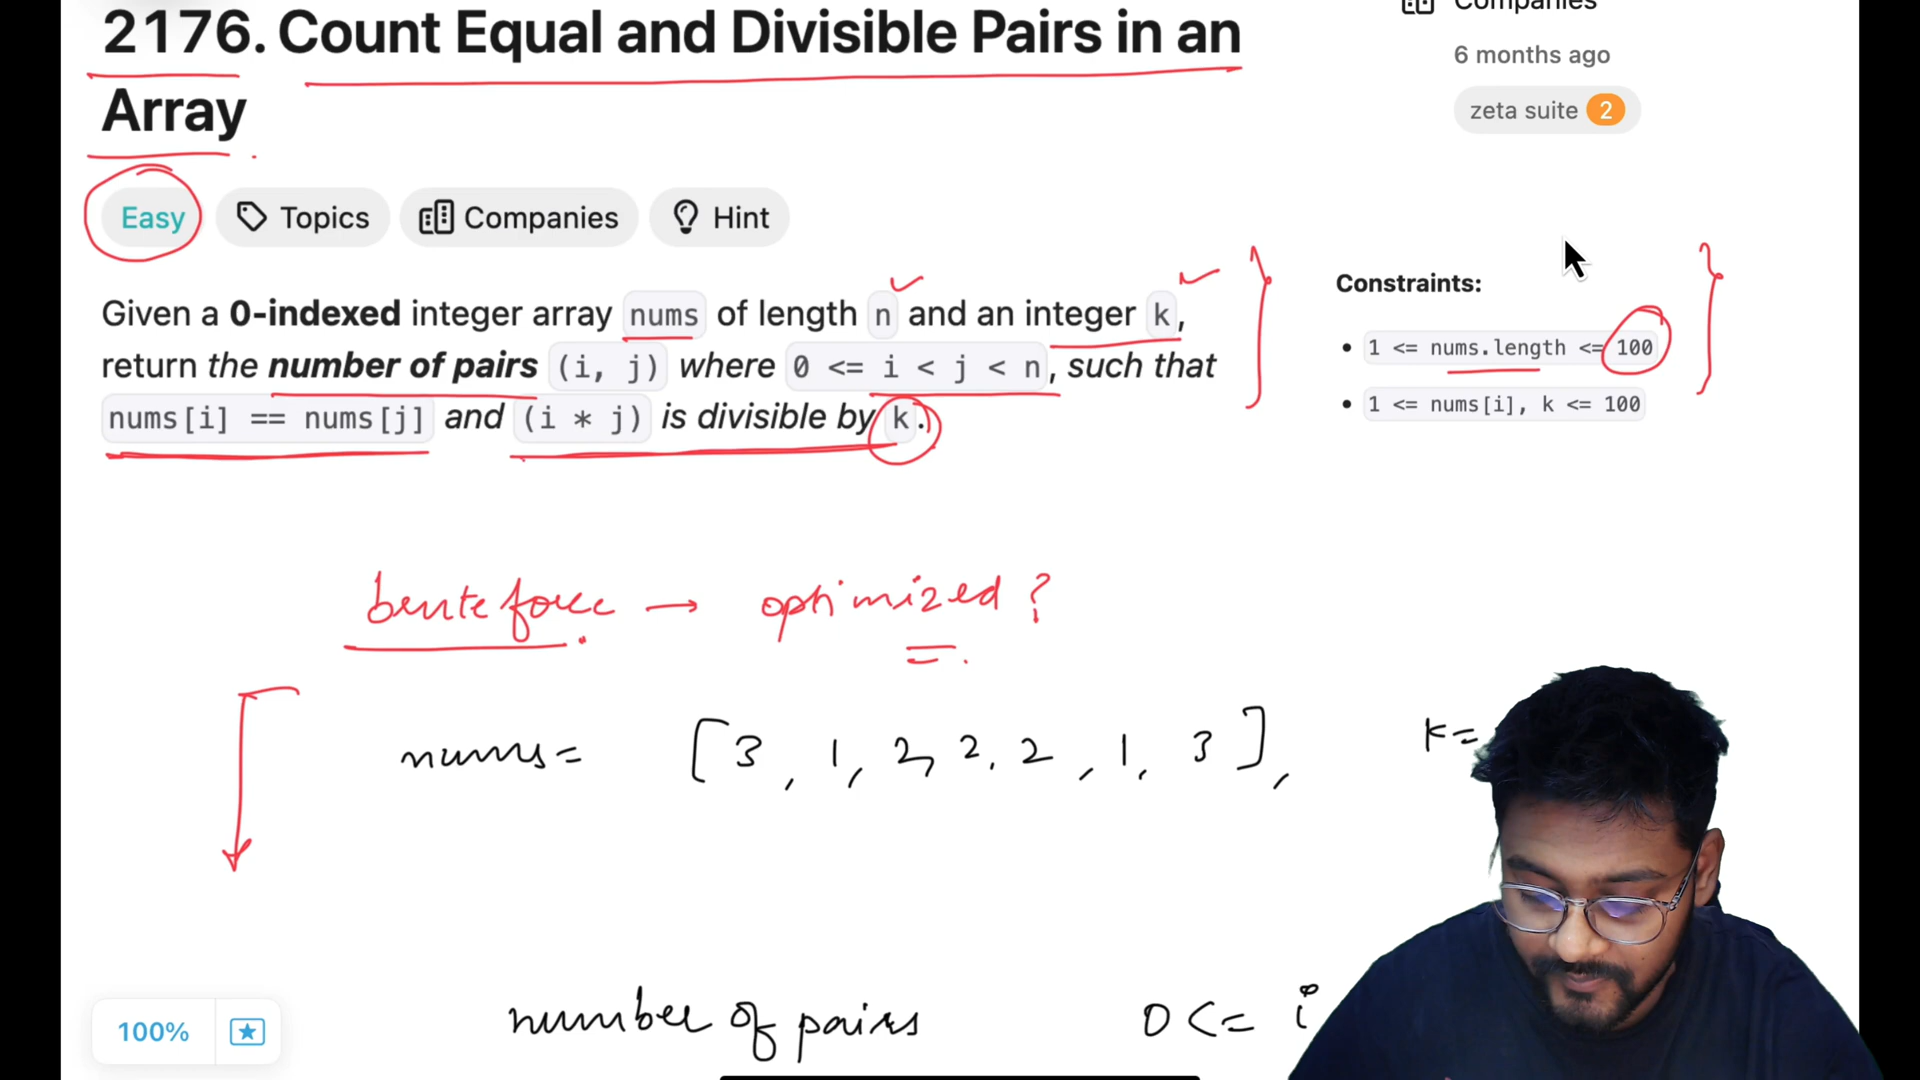 2176. Count Equal and Divisible Pairs in an
Array
Companies
6 months ago
zeta suite 2
Easy Topics Companies Hint
Given a 0-indexed integer array nums of length n and an integer k,
return the number of pairs (i, j) where 0 <= i < j < n, such that
nums[i] == nums[j] and (i * j) is divisible by k.
Constraints:
• 1 <= nums.length <= 100
• 1 <= nums[i], k <= 100
bruteforce → optimized ?
nums = [3, 1, 2, 2, 2, 1, 3], k=
number of pairs 0 <= i
100%